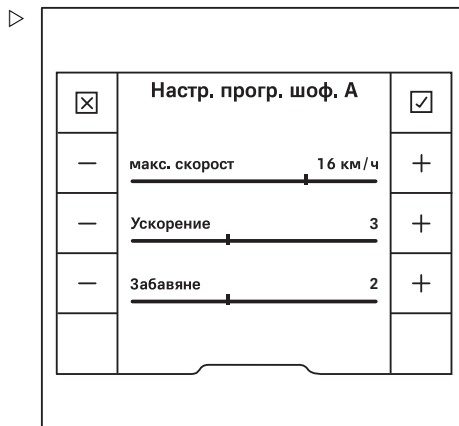 Настр. прогр. шоф. А
макс. скорост 16 км/ч
Ускорение 3
Забавяне 2